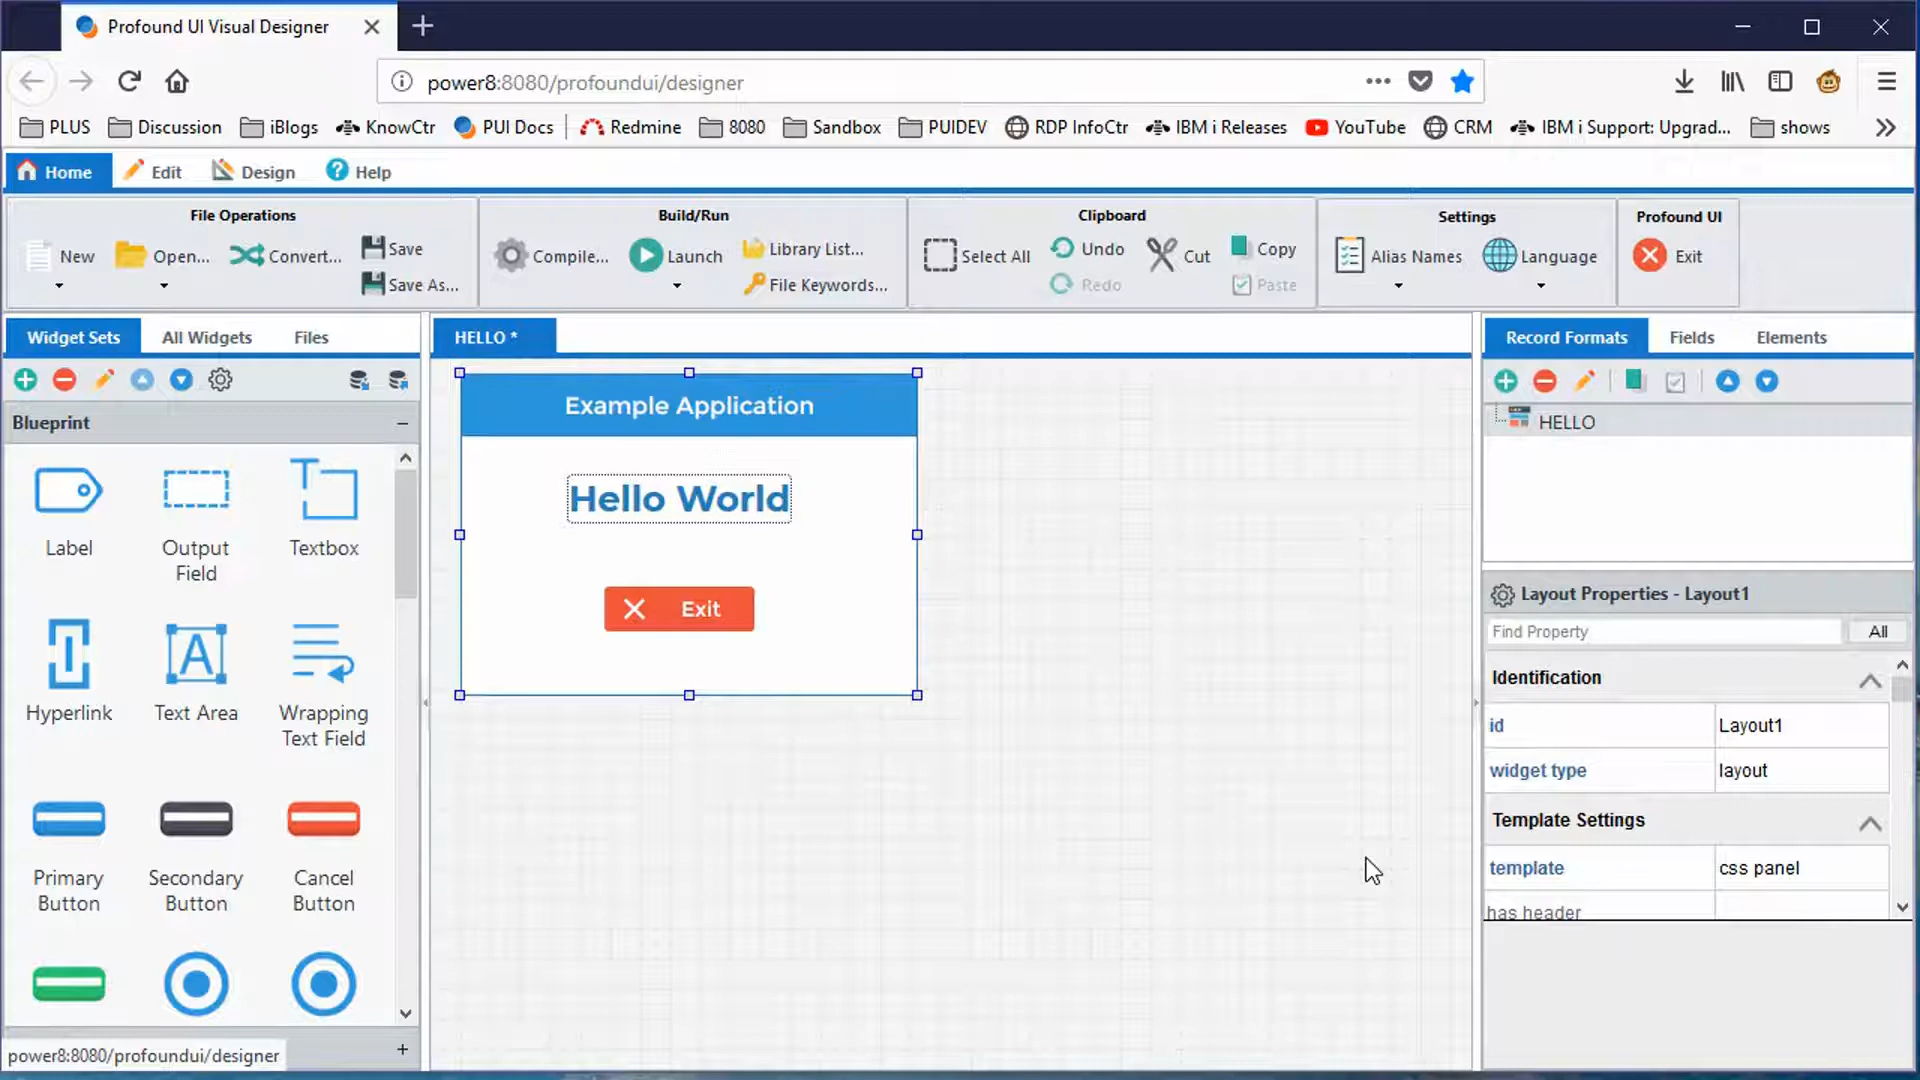 Profound UI Visual Designer
power8:8080/profoundui/designer
PLUS Discussion iBlogs KnowCtr PUI Docs Redmine 8080 Sandbox PUIDEV RDP InfoCtr IBM i Releases YouTube CRM IBM i Support: Upgrad... shows
Home Edit Design Help
File Operations Build/Run Clipboard Settings Profound UI
New Open... Convert... Save Compile... Launch Library List... Select All Undo Cut Copy Alias Names Language Exit
Save As... File Keywords... Redo Paste
Widget Sets All Widgets Files HELLO * Record Formats Fields Elements
Blueprint
HELLO
Example Application
Hello World
Exit
Label Output Field Textbox
Hyperlink Text Area Wrapping Text Field
Primary Button Secondary Button Cancel Button
Layout Properties - Layout1
Find Property All
Identification
id Layout1
widget type layout
Template Settings
template css panel
has header
power8:8080/profoundui/designer